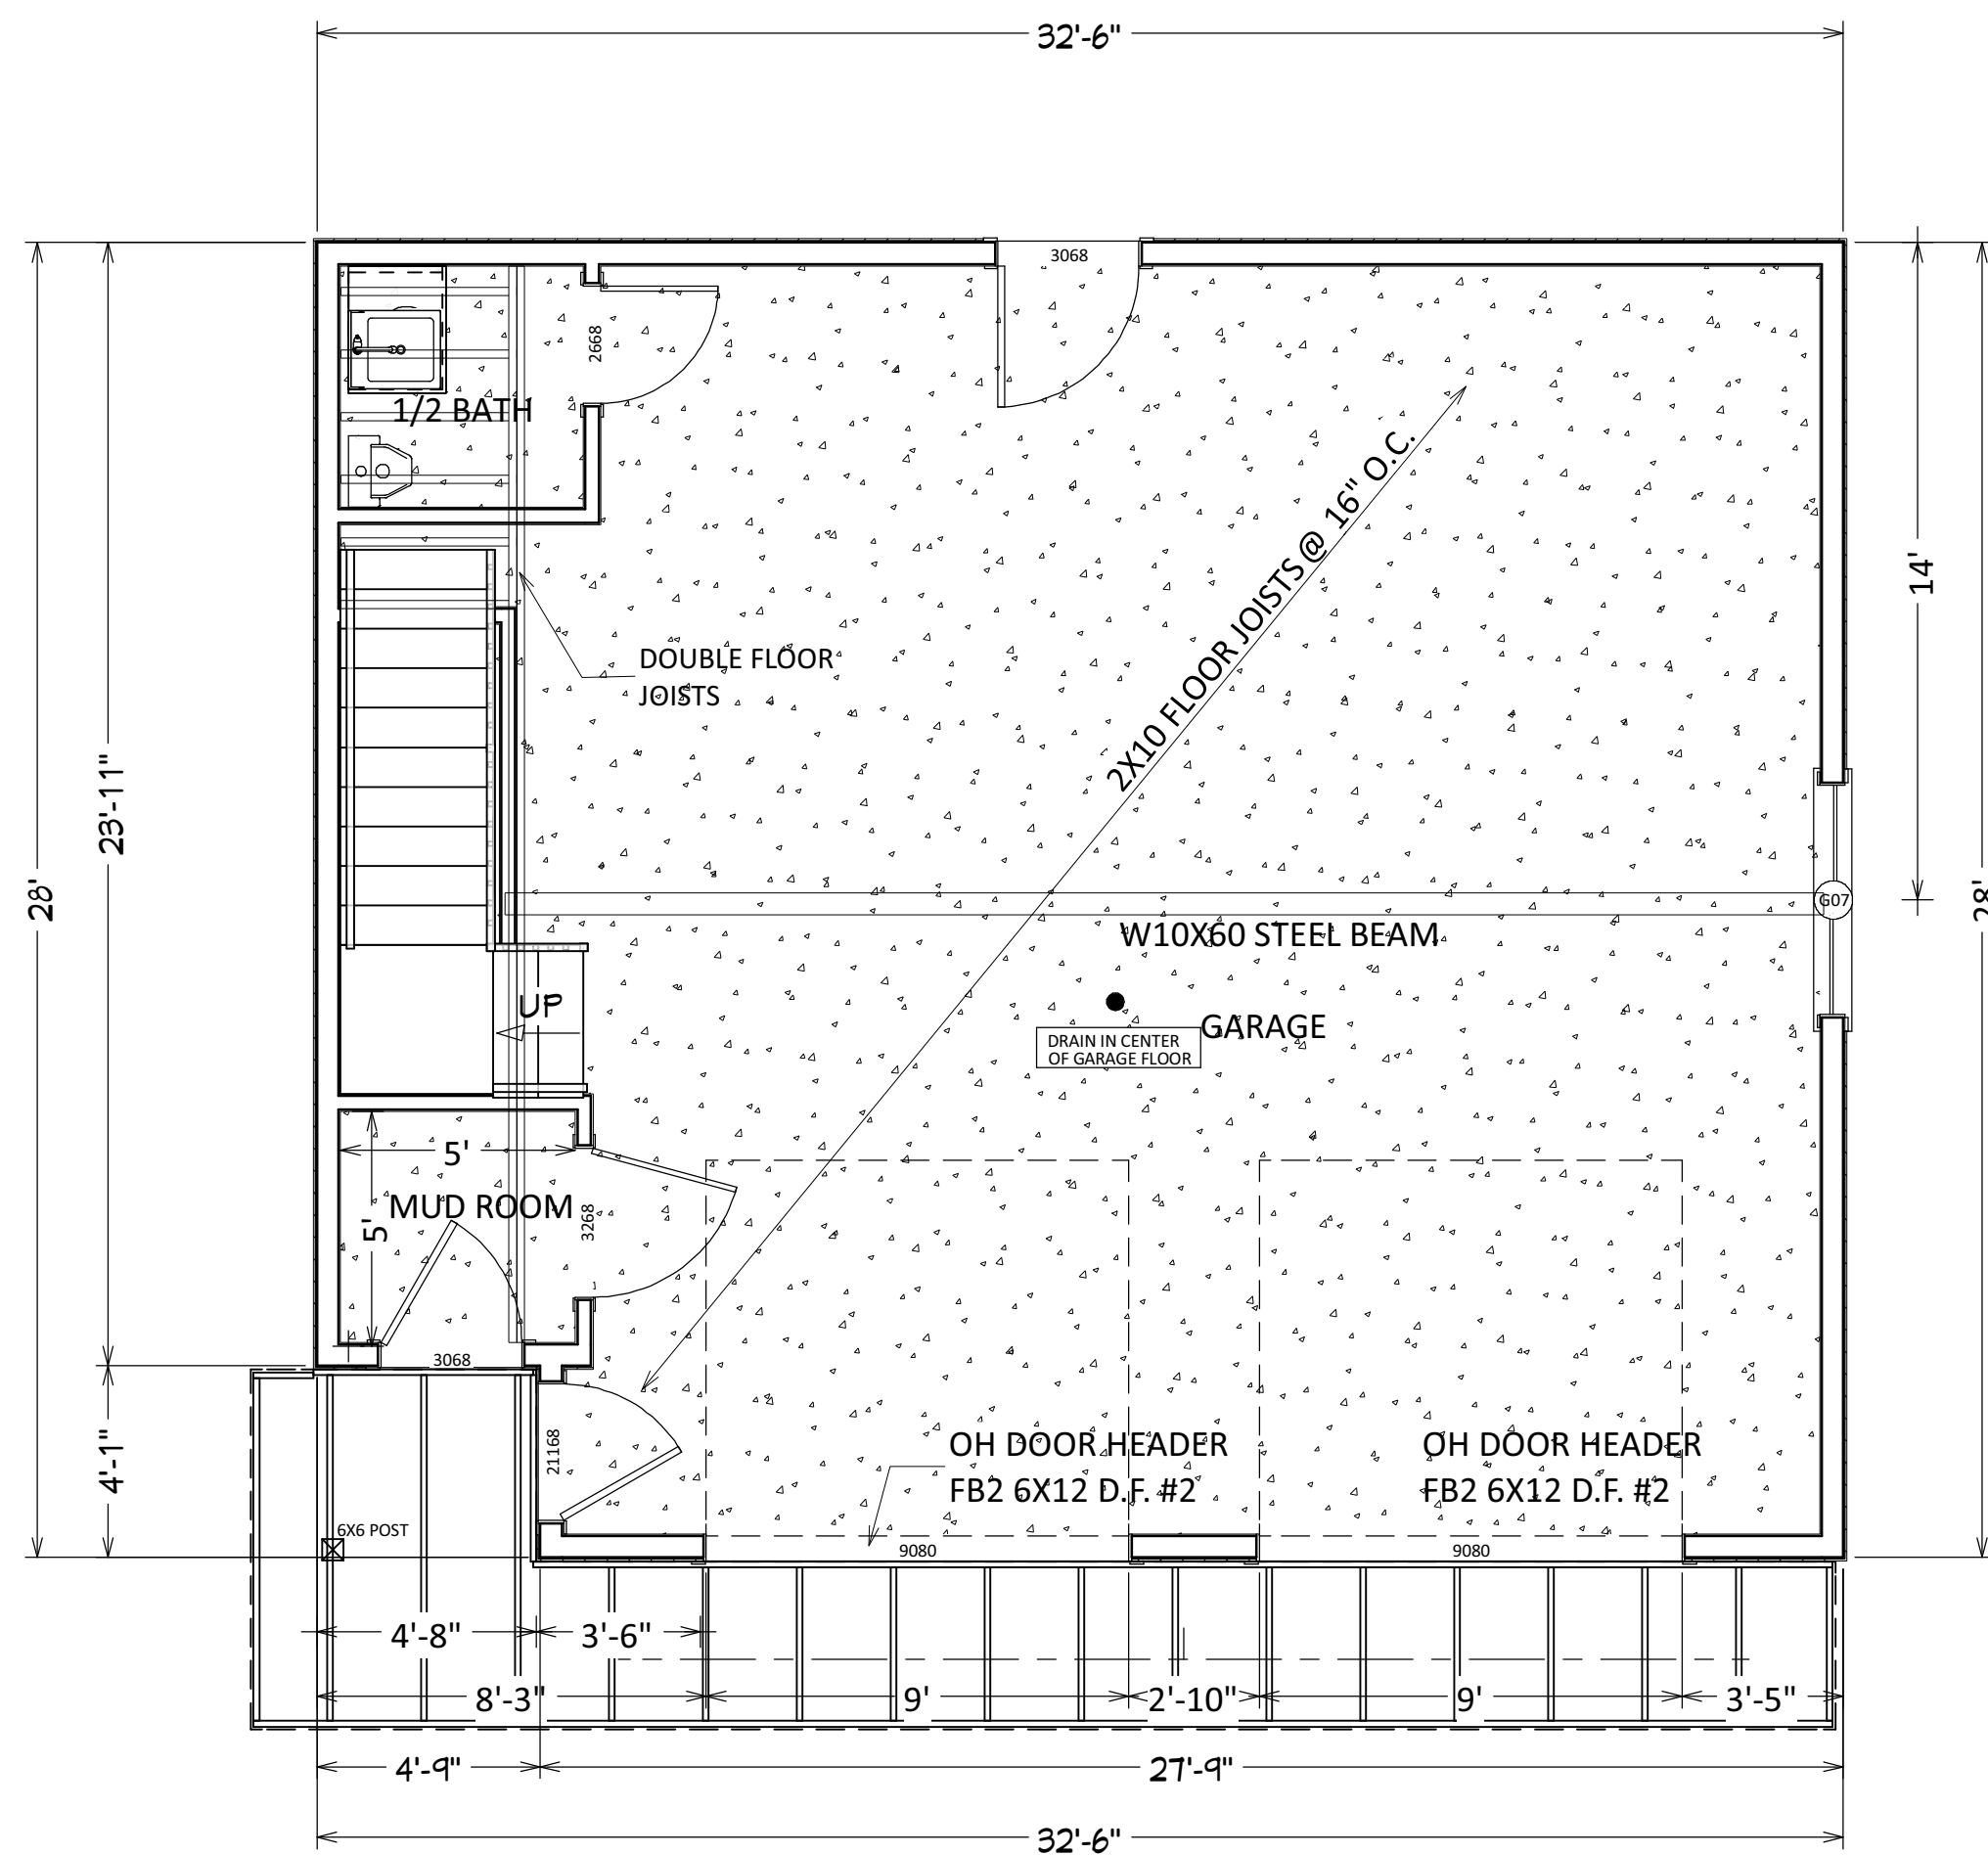 32'-6"
3068
2668
1/2 BATH
14'
2X10 FLOOR JOISTS @ 16" O.C.
DOUBLE FLOOR
JOISTS
23'-11"
28'
28'
G07
W10X60 STEEL BEAM
UP
GARAGE
DRAIN IN CENTER
OF GARAGE FLOOR
5'
MUD ROOM
5'
3268
3068
4'-1"
21168
OH DOOR HEADER
FB2 6X12 D.F. #2
OH DOOR HEADER
FB2 6X12 D.F. #2
6X6 POST
9080
9080
4'-8"
3'-6"
8'-3"
9'
2'-10"
9'
3'-5"
4'-9"
27'-9"
32'-6"